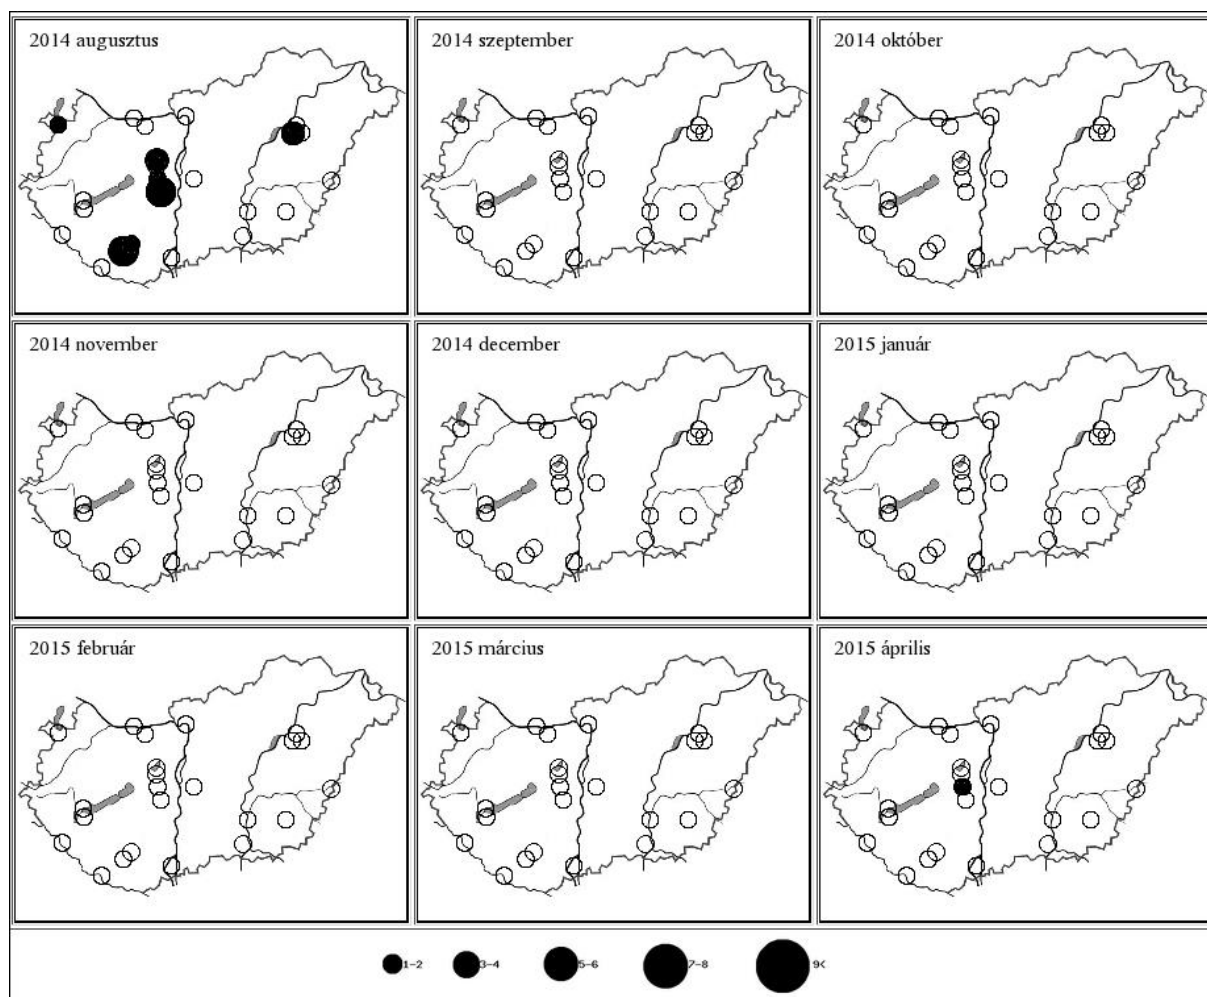 2014 augusztus
2014 szeptember
2014 október
2014 november
2014 december
2015 január
2015 február
2015 március
2015 április
1-2 3-4 5-6 7-8 9<